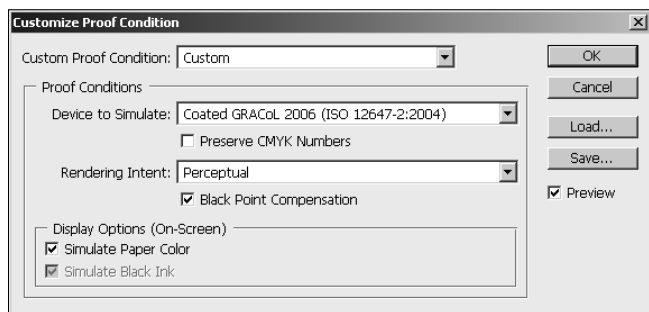 Customize Proof Condition
Custom Proof Condition: Custom
OK
Proof Conditions
Cancel
Device to Simulate: Coated GRACoL 2006 (ISO 12647-2:2004)
Preserve CMYK Numbers
Load...
Rendering Intent: Perceptual
Save...
Black Point Compensation
Preview
Display Options (On-Screen)
Simulate Paper Color
Simulate Black Ink